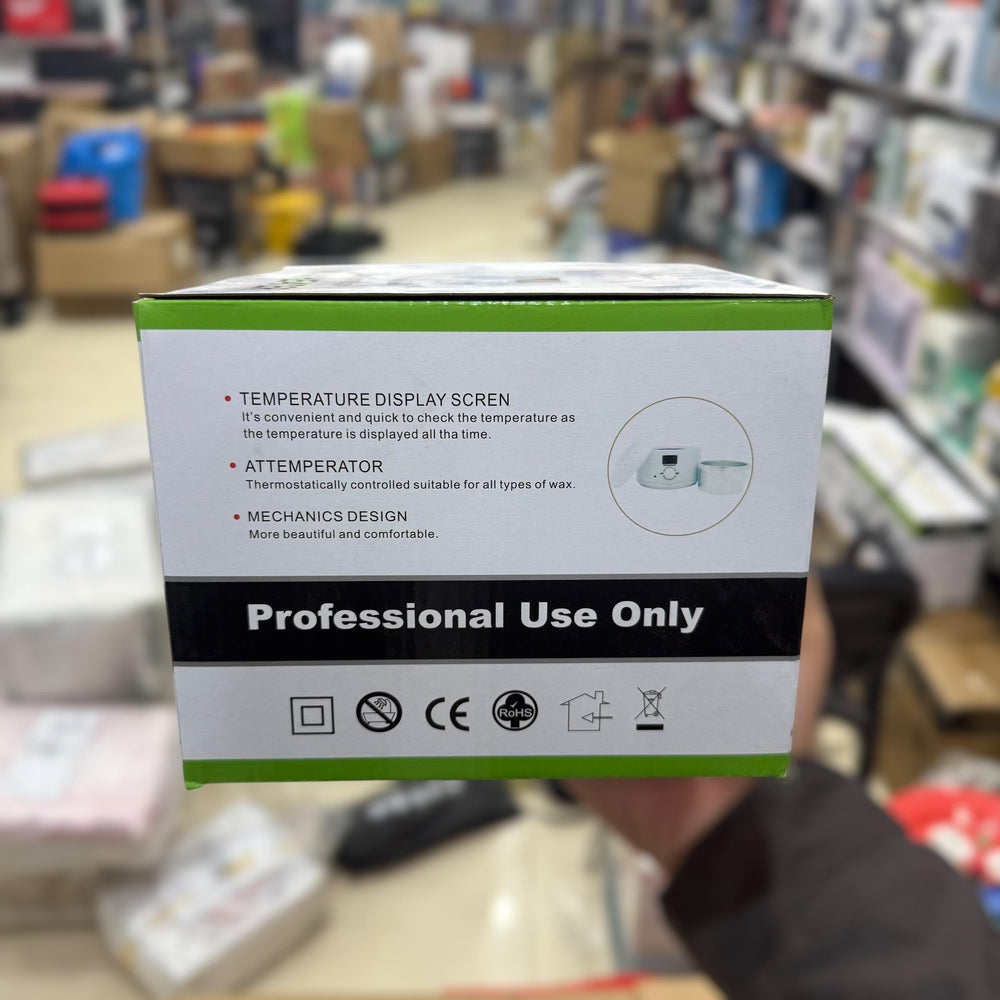 TEMPERATURE DISPLAY SCREN
It's convenient and quick to check the temperature as
the temperature is displayed all tha time.
ATTEMPERATOR
Thermostatically controlled suitable for all types of wax.
MECHANICS DESIGN
More beautiful and comfortable.
Professional Use Only
CE
RoHS